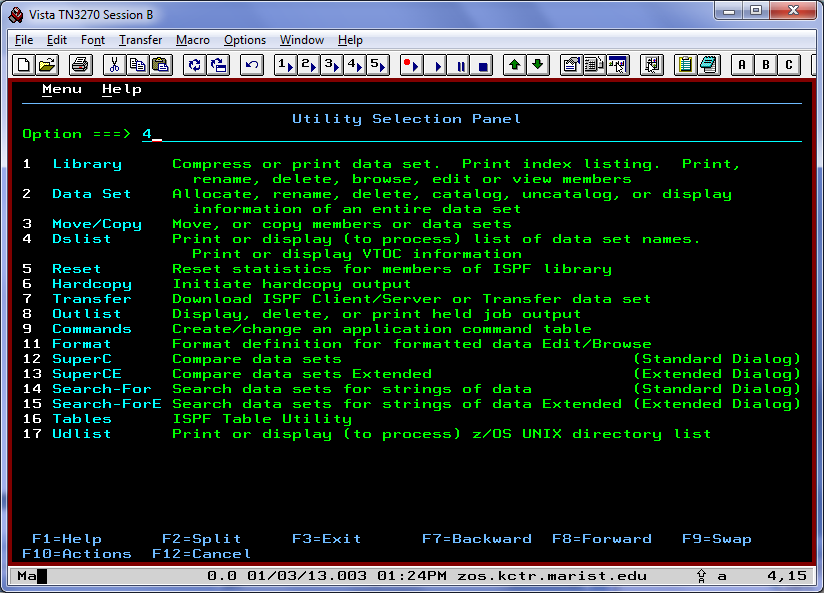 Vista TN3270 Session B
File Edit Font Transfer Macro Options Window Help
1 2 3 4 5 A B C
Menu Help
Utility Selection Panel
Option ===> 4_
1 Library Compress or print data set. Print index listing. Print,
rename, delete, browse, edit or view members
2 Data Set Allocate, rename, delete, catalog, uncatalog, or display
information of an entire data set
3 Move/Copy Move, or copy members or data sets
4 Dslist Print or display (to process) list of data set names.
Print or display VTOC information
5 Reset Reset statistics for members of ISPF library
6 Hardcopy Initiate hardcopy output
7 Transfer Download ISPF Client/Server or Transfer data set
8 Outlist Display, delete, or print held job output
9 Commands Create/change an application command table
11 Format Format definition for formatted data Edit/Browse
12 SuperC Compare data sets (Standard Dialog)
13 SuperCE Compare data sets Extended (Extended Dialog)
14 Search-For Search data sets for strings of data (Standard Dialog)
15 Search-ForE Search data sets for strings of data Extended (Extended Dialog)
16 Tables ISPF Table Utility
17 Udlist Print or display (to process) z/OS UNIX directory list
F1=Help F2=Split F3=Exit F7=Backward F8=Forward F9=Swap
F10=Actions F12=Cancel
Ma 0.0 01/03/13.003 01:24PM zos.kctr.marist.edu a 4,15